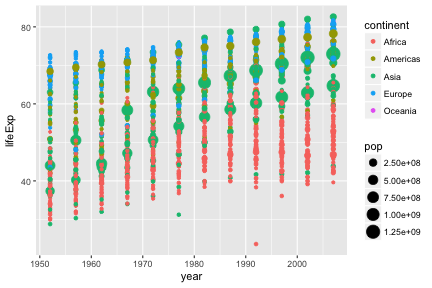 80
60
40
lifeExp
1950
1960
1970
1980
1990
2000
year
continent
Africa
Americas
Asia
Europe
Oceania
pop
2.50e+08
5.00e+08
7.50e+08
1.00e+09
1.25e+09